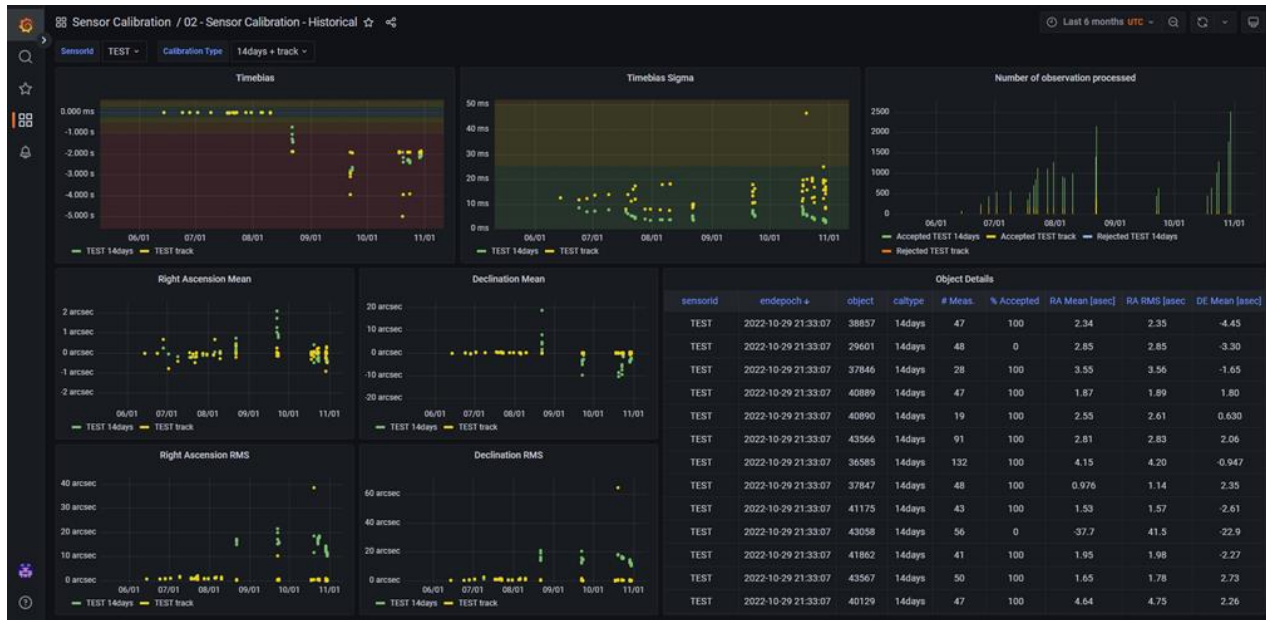 Sensor Calibration / 02 - Sensor Calibration - Historical
Last 6 months UTC
SensorId TEST Calibration Type 14days + track
Timebias
0.000 ms
-1.000 s
-2.000 s
-3.000 s
-4.000 s
-5.000 s
06/01 07/01 08/01 09/01 10/01 11/01
TEST 14days TEST track
Timebias Sigma
50 ms
40 ms
30 ms
20 ms
10 ms
0 ms
06/01 07/01 08/01 09/01 10/01 11/01
TEST 14days TEST track
Number of observation processed
2500
2000
1500
1000
500
0
06/01 07/01 08/01 09/01 10/01 11/01
Accepted TEST 14days Accepted TEST track Rejected TEST 14days
Rejected TEST track
Right Ascension Mean
2 arcsec
1 arcsec
0 arcsec
-1 arcsec
-2 arcsec
06/01 07/01 08/01 09/01 10/01 11/01
TEST 14days TEST track
Declination Mean
20 arcsec
10 arcsec
0 arcsec
-10 arcsec
-20 arcsec
06/01 07/01 08/01 09/01 10/01 11/01
TEST 14days TEST track
Right Ascension RMS
40 arcsec
30 arcsec
20 arcsec
10 arcsec
0 arcsec
06/01 07/01 08/01 09/01 10/01 11/01
TEST 14days TEST track
Declination RMS
60 arcsec
40 arcsec
20 arcsec
0 arcsec
06/01 07/01 08/01 09/01 10/01 11/01
TEST 14days TEST track
Object Details
sensorid endepoch object caltype # Meas. % Accepted RA Mean [asec] RA RMS [asec DE Mean [asec]
TEST 2022-10-29 21:33:07 38857 14days 47 100 2.34 2.35 -4.45
TEST 2022-10-29 21:33:07 29601 14days 48 0 2.85 2.85 -3.30
TEST 2022-10-29 21:33:07 37846 14days 28 100 3.55 3.56 -1.65
TEST 2022-10-29 21:33:07 40889 14days 47 100 1.87 1.89 1.80
TEST 2022-10-29 21:33:07 40890 14days 19 100 2.55 2.61 0.630
TEST 2022-10-29 21:33:07 43566 14days 91 100 2.81 2.83 2.06
TEST 2022-10-29 21:33:07 36585 14days 132 100 4.15 4.20 -0.947
TEST 2022-10-29 21:33:07 37847 14days 48 100 0.976 1.14 2.35
TEST 2022-10-29 21:33:07 41175 14days 43 100 1.53 1.57 -2.61
TEST 2022-10-29 21:33:07 43058 14days 56 0 -37.7 41.5 -22.9
TEST 2022-10-29 21:33:07 41862 14days 41 100 1.95 1.98 -2.27
TEST 2022-10-29 21:33:07 43567 14days 50 100 1.65 1.78 2.73
TEST 2022-10-29 21:33:07 40129 14days 47 100 4.64 4.75 2.26